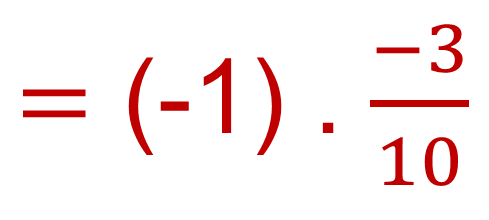 = (-1) . −3/10